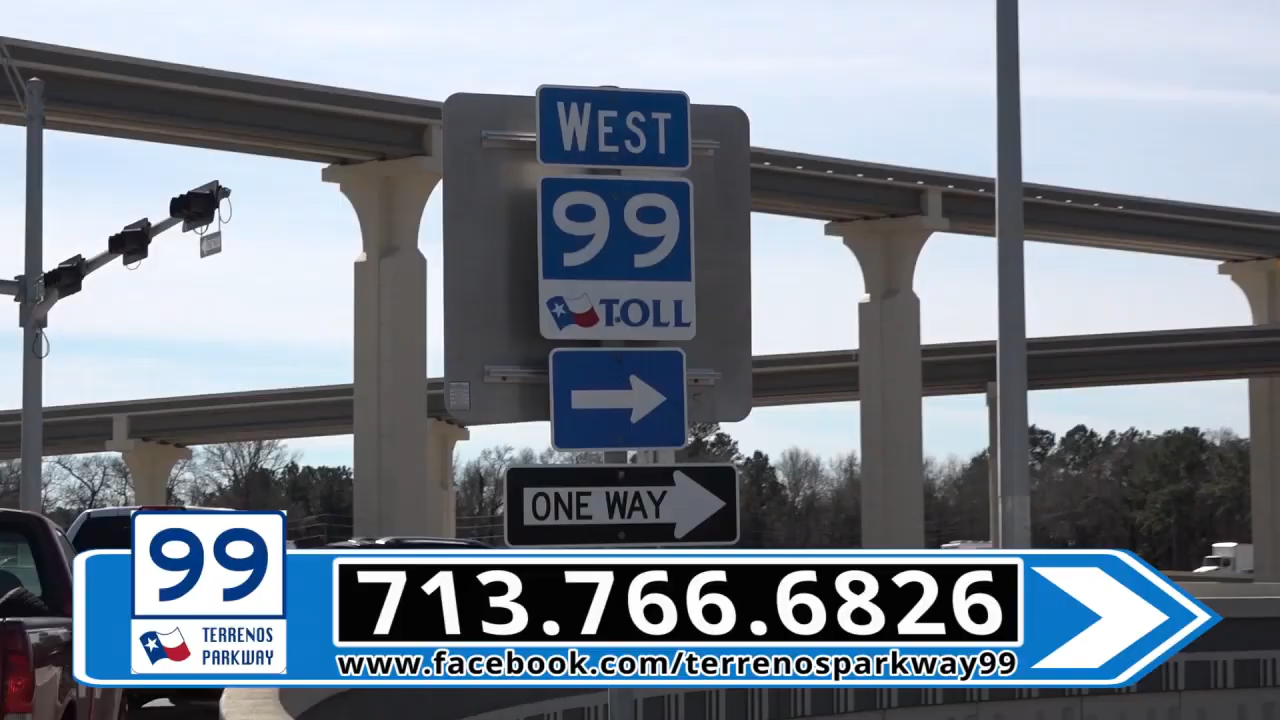 WEST
99
TOLL
ONE WAY
99
TERRENOS
PARKWAY
713.766.6826
www.facebook.com/terrenosparkway99